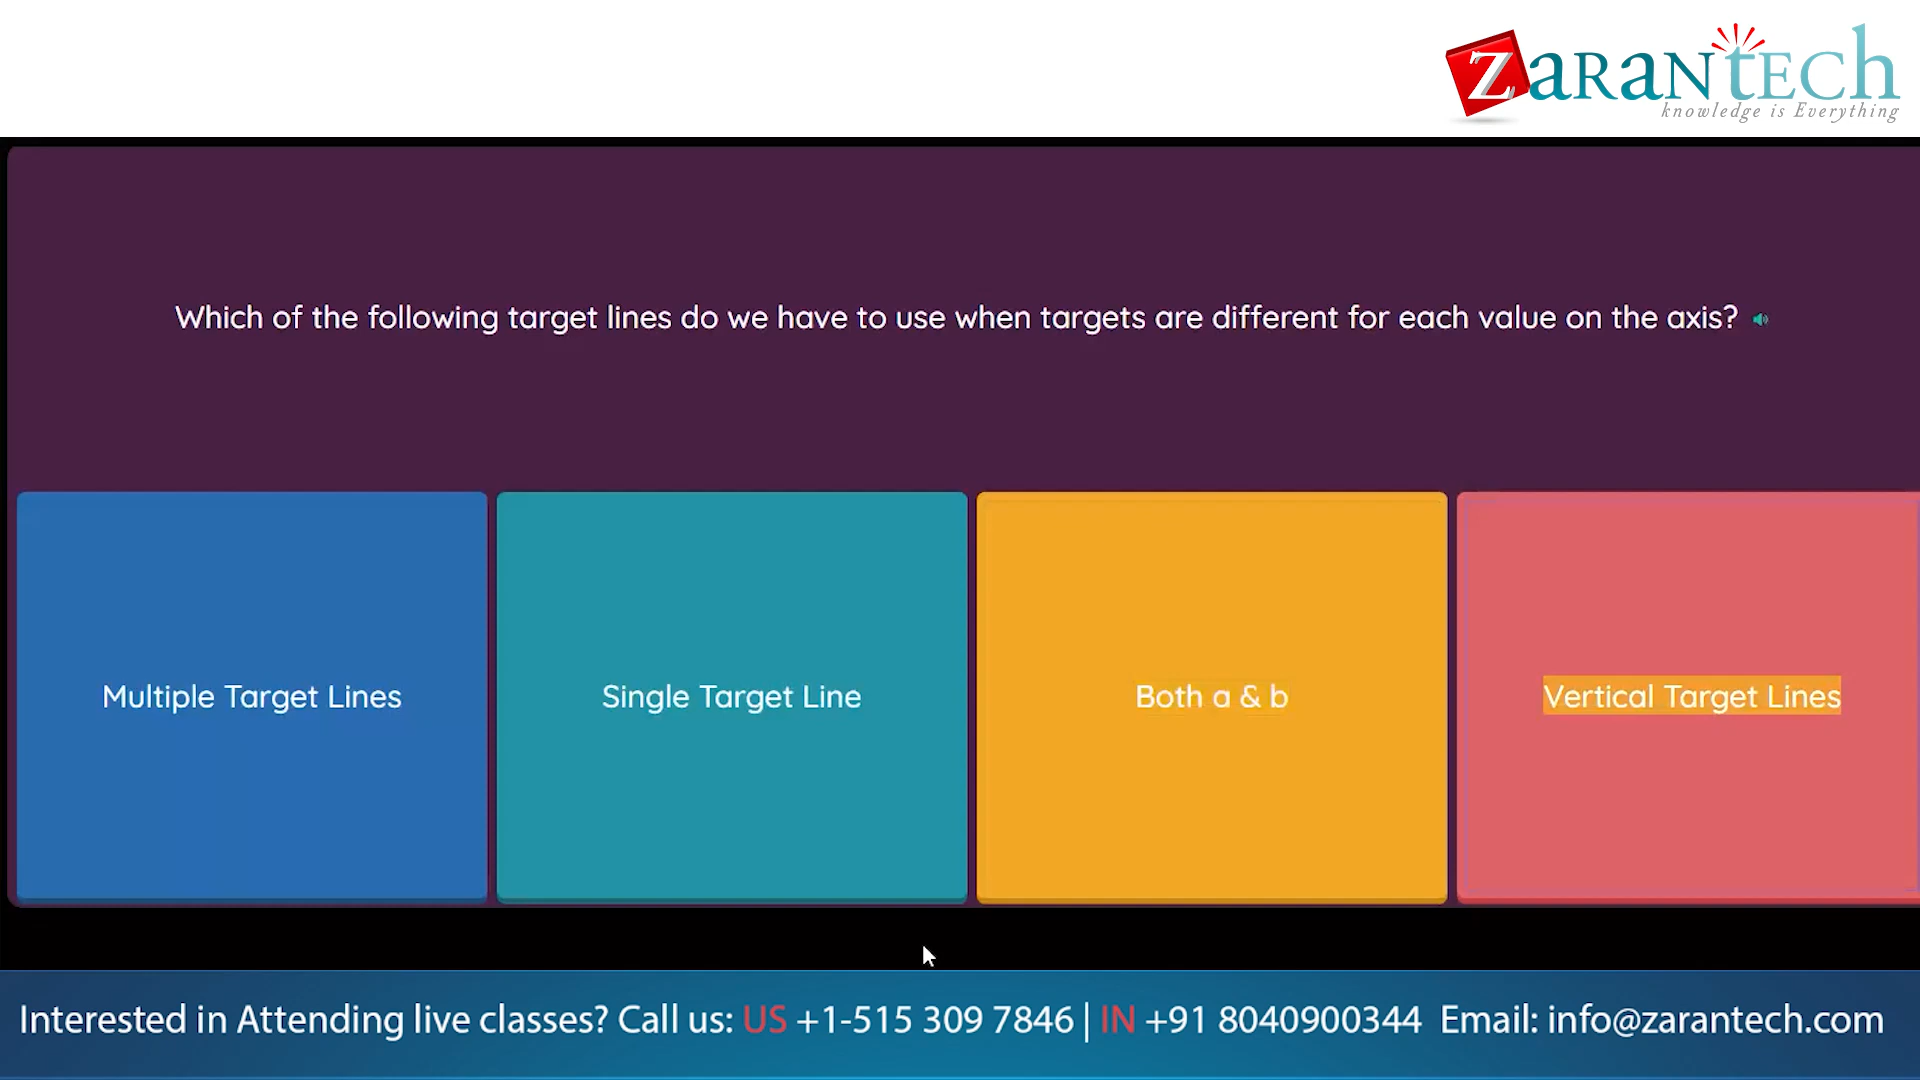 ZARANTECH
knowledge is Everything
Which of the following target lines do we have to use when targets are different for each value on the axis?
Multiple Target Lines
Single Target Line
Both a & b
Vertical Target Lines
Interested in Attending live classes? Call us: US +1-515 309 7846 | IN +91 8040900344 Email: info@zarantech.com